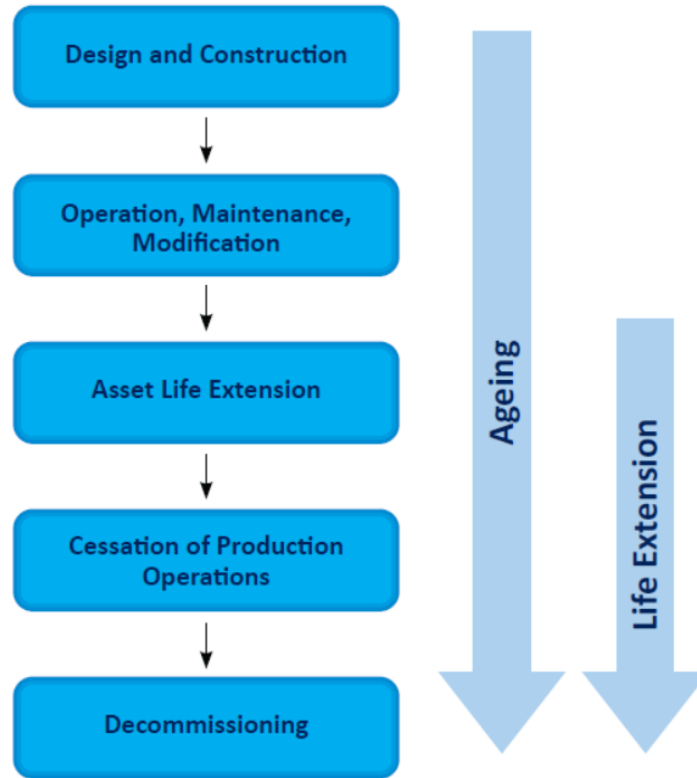 Design and Construction
Operation, Maintenance,
Modification
Asset Life Extension
Cessation of Production
Operations
Decommissioning
Ageing
Life Extension